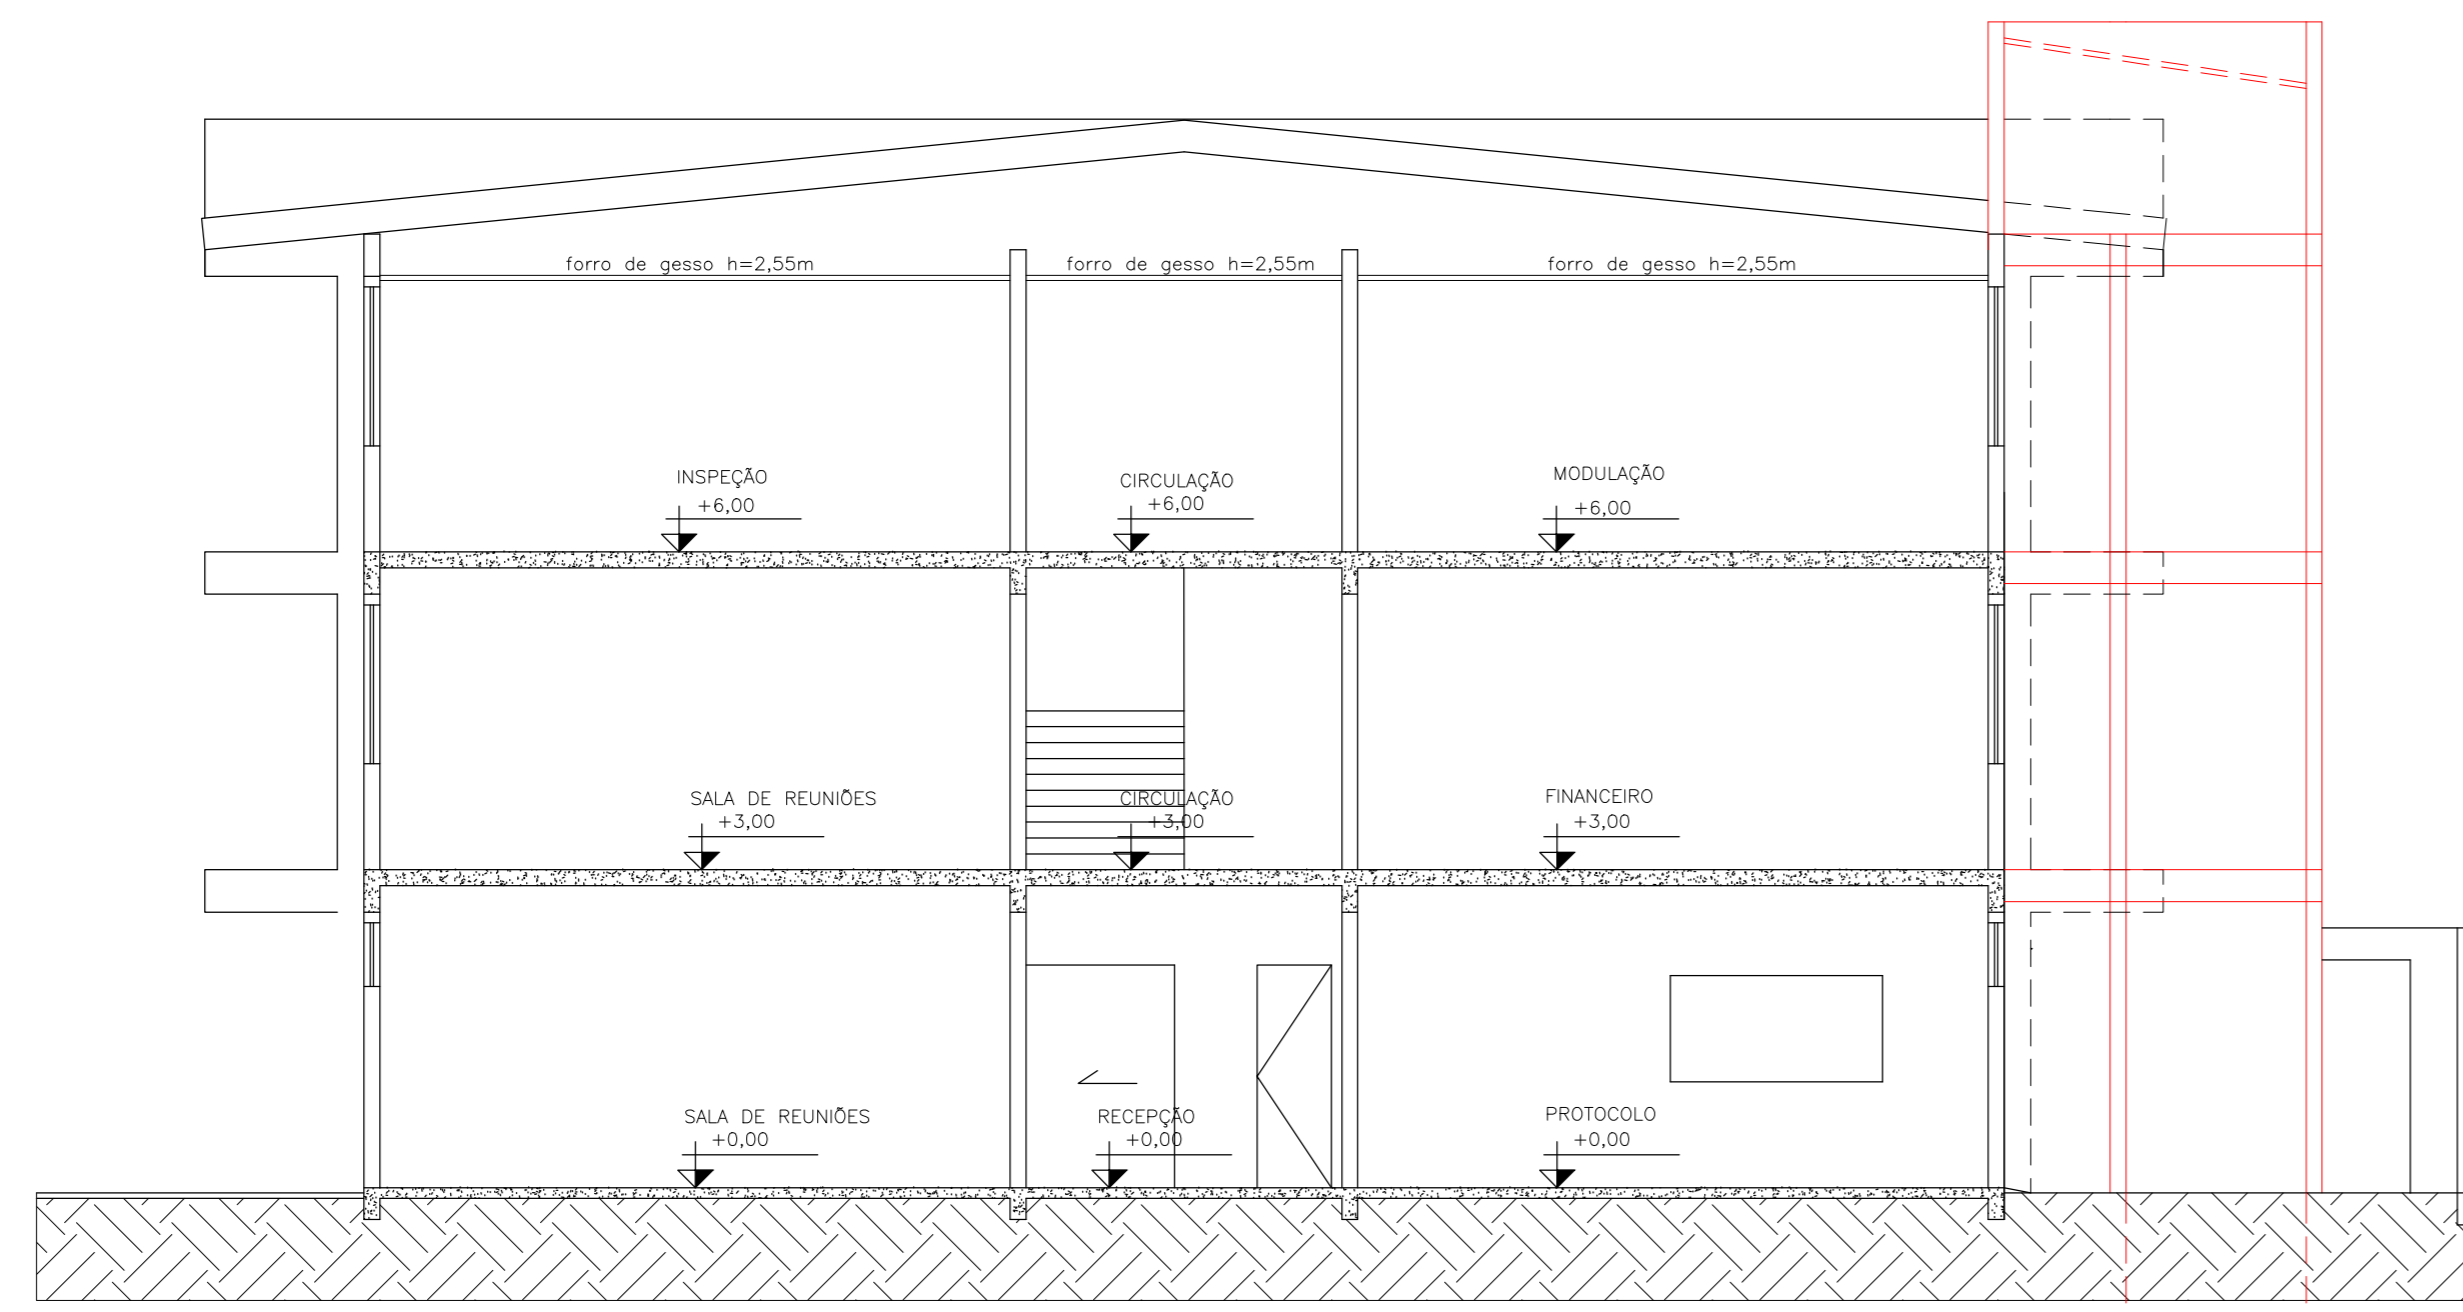 forro de gesso h=2,55m
forro de gesso h=2,55m
forro de gesso h=2,55m
INSPEÇÃO
+6,00
CIRCULAÇÃO
+6,00
MODULAÇÃO
+6,00
SALA DE REUNIÕES
+3,00
CIRCULAÇÃO
+3,00
FINANCEIRO
+3,00
SALA DE REUNIÕES
+0,00
RECEPÇÃO
+0,00
PROTOCOLO
+0,00